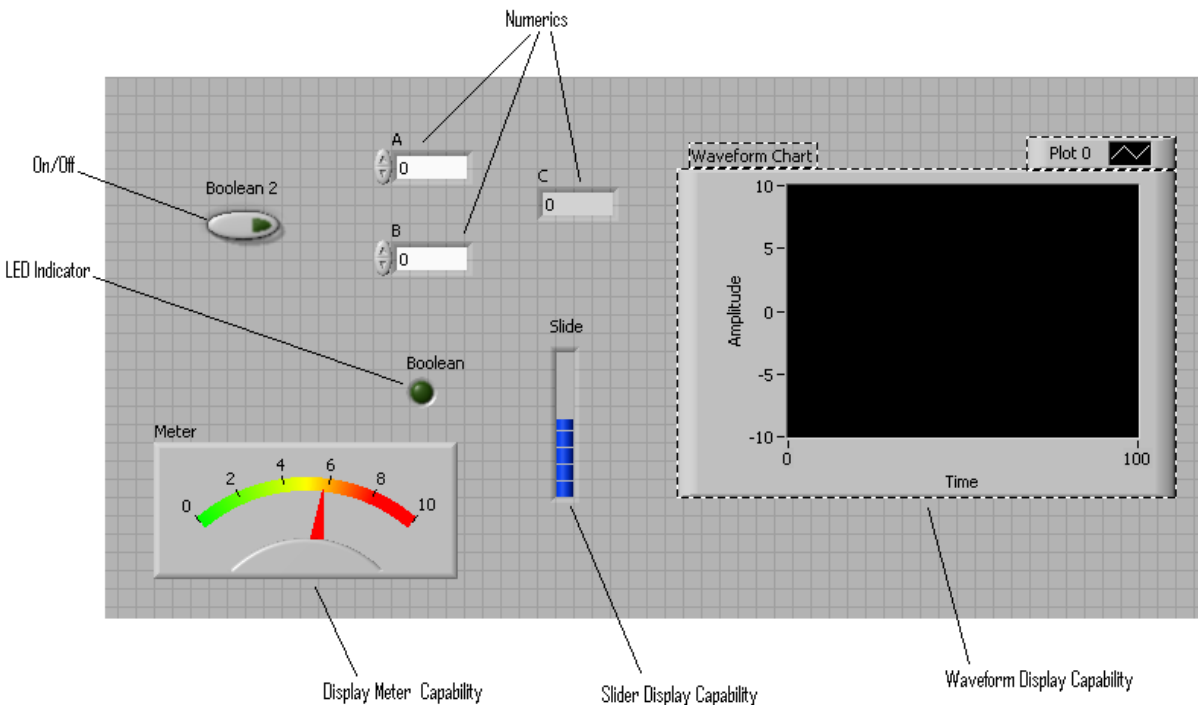 Numerics
On/Off
Boolean 2
A
0
C
0
B
0
LED Indicator
Waveform Chart
Plot 0
10
5
0
-5
-10
Amplitude
0
100
Time
Slide
Boolean
Meter
0
2
4
6
8
10
Display Meter Capability
Slider Display Capability
Waveform Display Capability